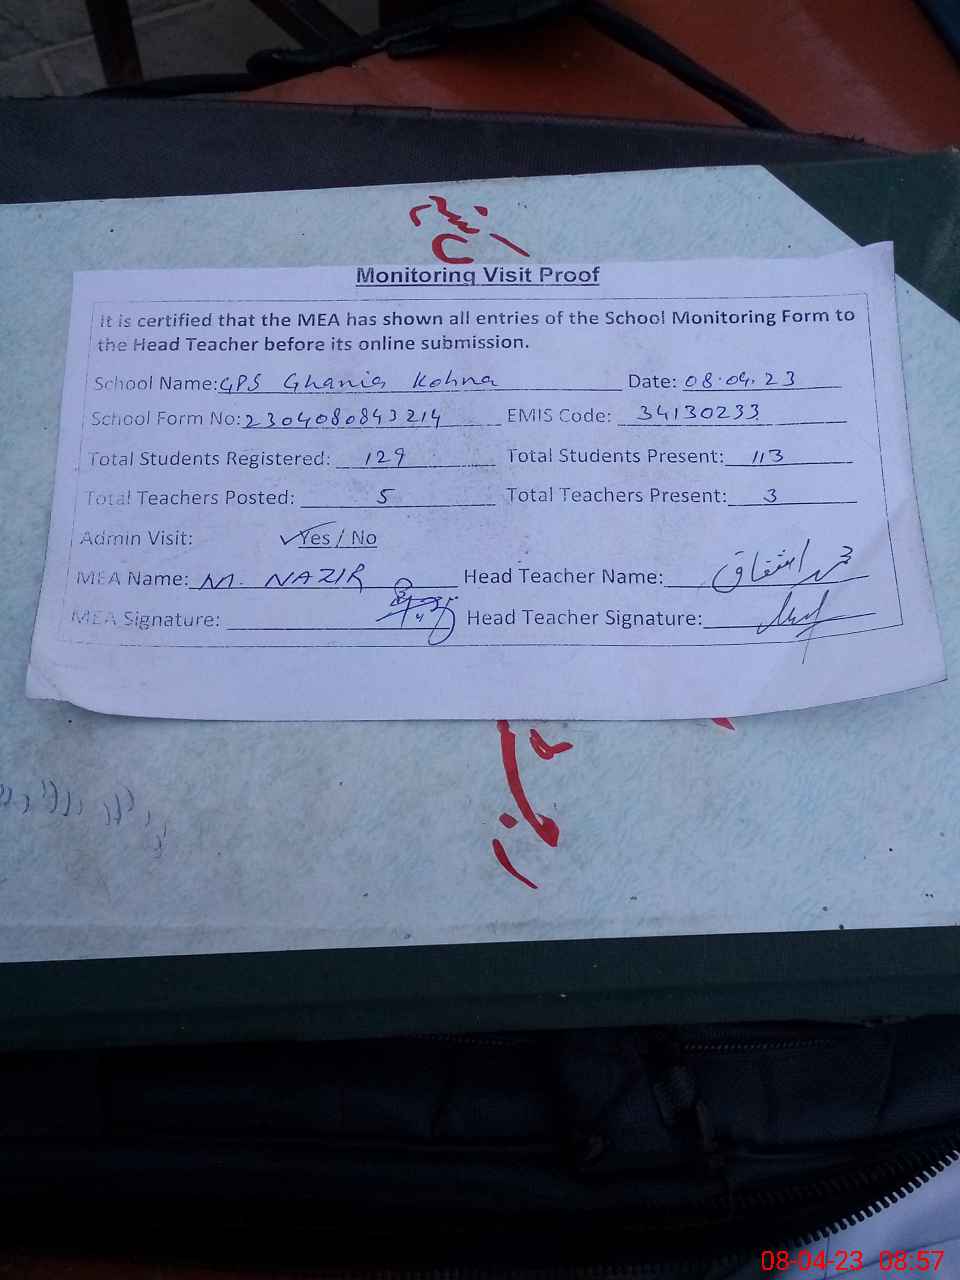 Monitoring Visit Proof
It is certified that the MEA has shown all entries of the School Monitoring Form to
the Head Teacher before its online submission.
School Name: GPS Ghania Kohna Date: 08.04.23
School Form No: 2304080843214 EMIS Code: 34130233
Total Students Registered: 129 Total Students Present: 113
Total Teachers Posted: 5 Total Teachers Present: 3
Admin Visit: ✓Yes / No
MEA Name: M. NAZIR Head Teacher Name: محمد اشفاق
MEA Signature: Head Teacher Signature:
08-04-23 08:57